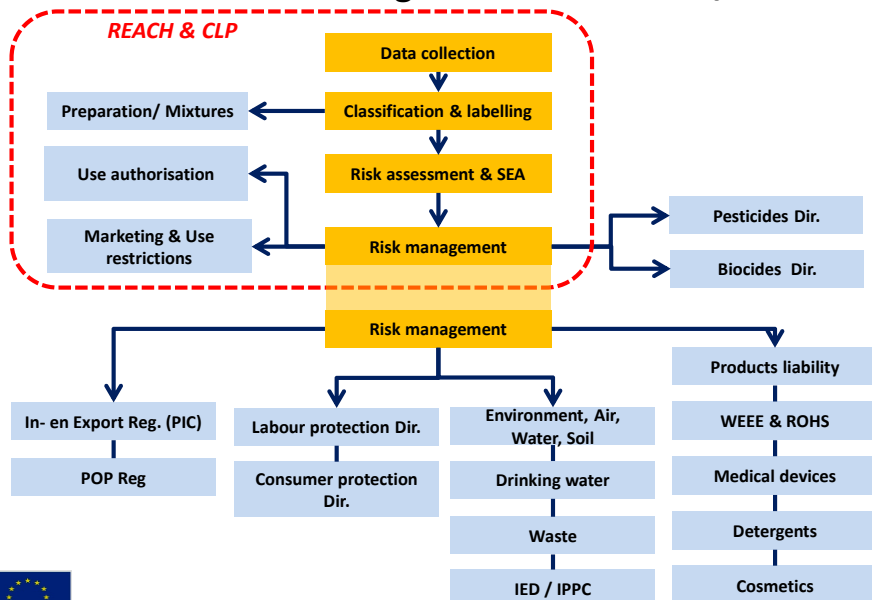 REACH & CLP
Data collection
Preparation/ Mixtures
Classification & labelling
Use authorisation
Risk assessment & SEA
Marketing & Use
restrictions
Risk management
Pesticides Dir.
Biocides Dir.
Risk management
Products liability
In- en Export Reg. (PIC)
Labour protection Dir.
Environment, Air,
Water, Soil
WEEE & ROHS
POP Reg
Consumer protection
Dir.
Drinking water
Medical devices
Waste
Detergents
IED / IPPC
Cosmetics